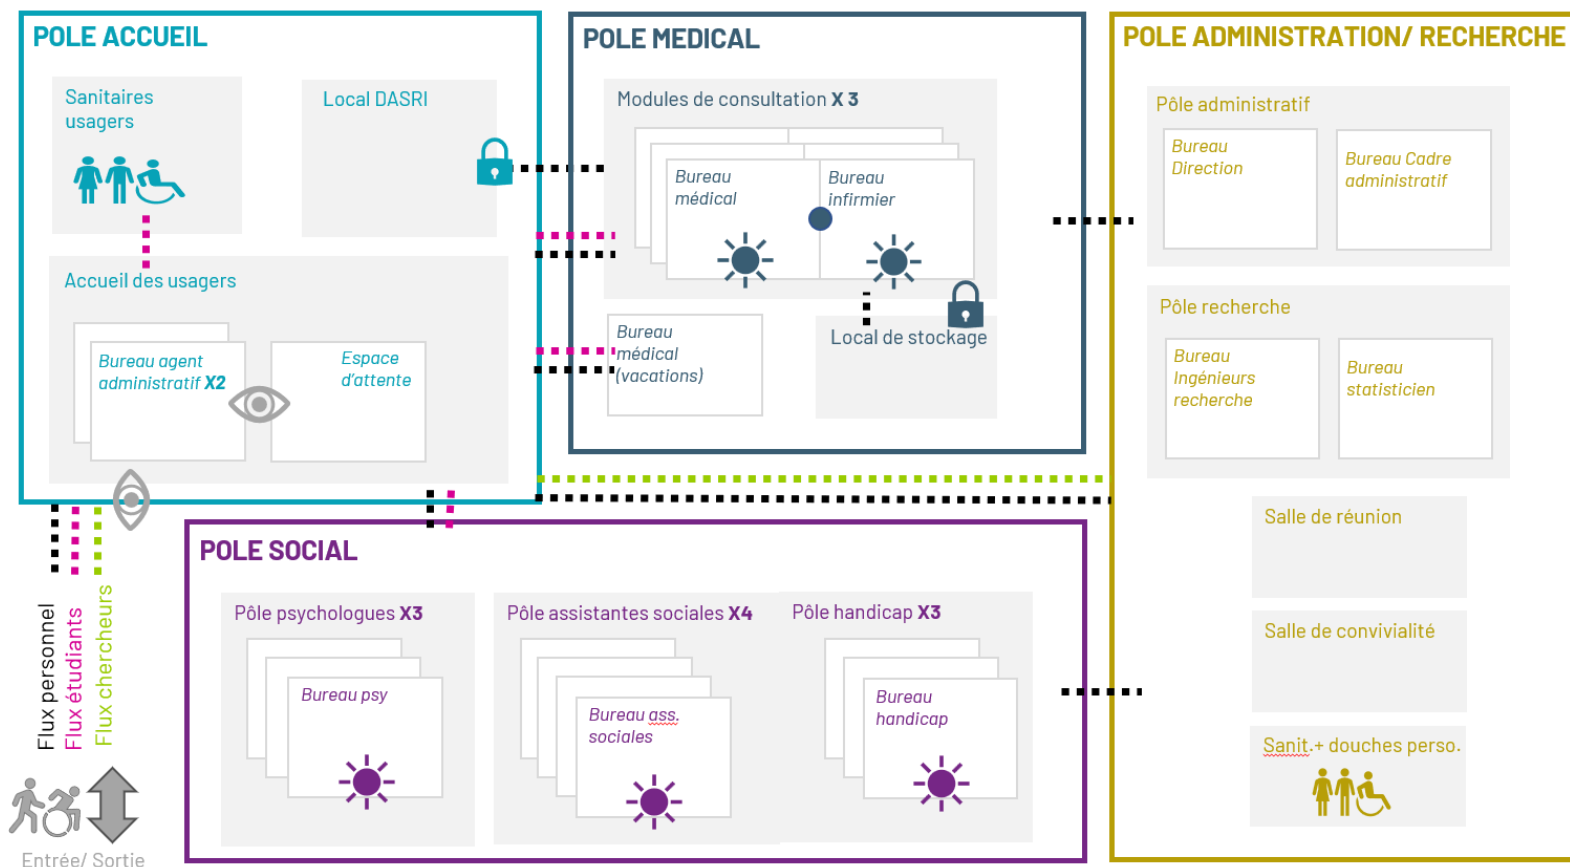 POLE ACCUEIL
Sanitaires
usagers
Local DASRI
Accueil des usagers
Bureau agent
administratif X2
Espace
d'attente
POLE MEDICAL
Modules de consultation X 3
Bureau
médical
Bureau
infirmier
Bureau
médical
(vacations)
Local de stockage
POLE ADMINISTRATION/ RECHERCHE
Pôle administratif
Bureau
Direction
Bureau Cadre
administratif
Pôle recherche
Bureau
Ingénieurs
recherche
Bureau
statisticien
Salle de réunion
Salle de convivialité
Sanit.+ douches perso.
POLE SOCIAL
Pôle psychologues X3
Bureau psy
Pôle assistantes sociales X4
Bureau ass.
sociales
Pôle handicap X3
Bureau
handicap
Flux personnel
Flux étudiants
Flux chercheurs
Entrée/ Sortie